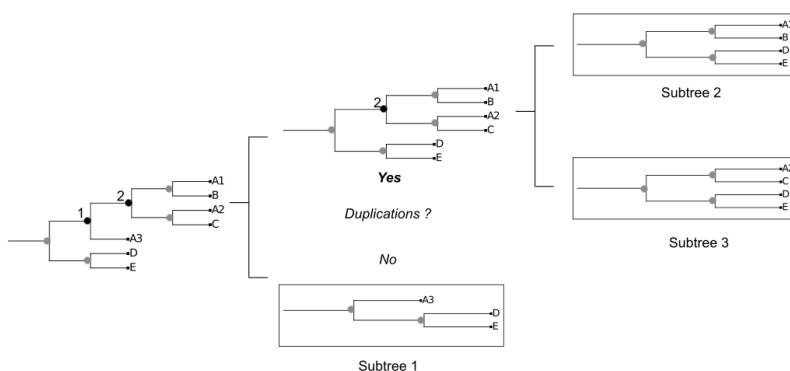 1
2
A1
B
A2
C
A3
D
E
2
A1
B
A2
C
D
E
Yes
Duplications ?
No
A3
D
E
Subtree 1
A1
B
D
E
Subtree 2
A2
C
D
E
Subtree 3